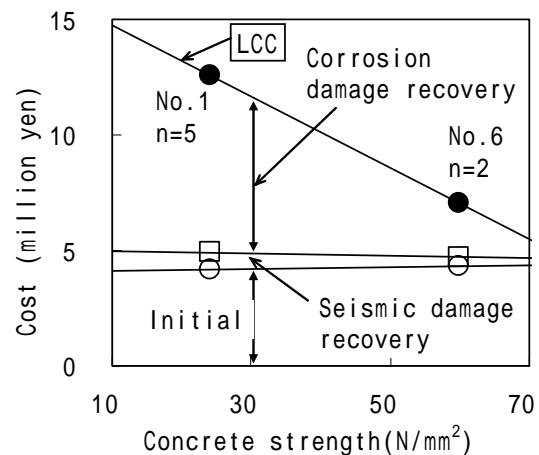 15
LCC
Corrosion
damage recovery
No.1
n=5
10
No.6
n=2
Cost (million yen)
5
Initial
Seismic damage
recovery
0
10
30
50
70
Concrete strength(N/mm²)